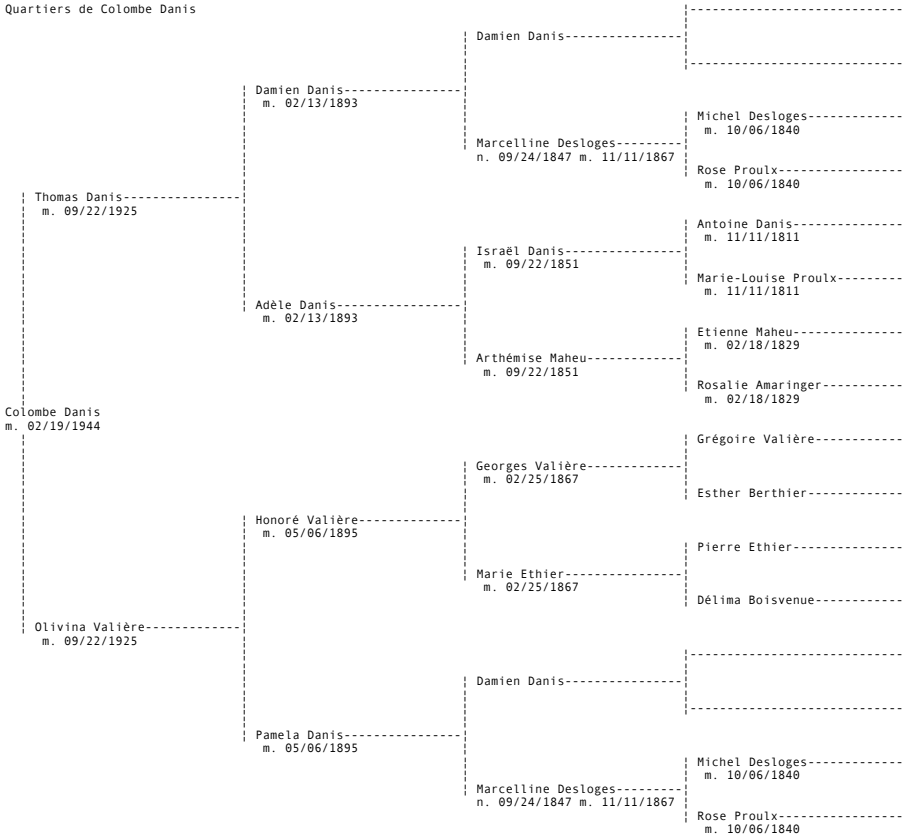 Quartiers de Colombe Danis
Damien Danis
Damien Danis
m. 02/13/1893
Michel Desloges
m. 10/06/1840
Marcelline Desloges
n. 09/24/1847 m. 11/11/1867
Rose Proulx
m. 10/06/1840
Thomas Danis
m. 09/22/1925
Antoine Danis
m. 11/11/1811
Israël Danis
m. 09/22/1851
Marie-Louise Proulx
m. 11/11/1811
Adèle Danis
m. 02/13/1893
Etienne Maheu
m. 02/18/1829
Arthémise Maheu
m. 09/22/1851
Rosalie Amaringer
m. 02/18/1829
Colombe Danis
m. 02/19/1944
Grégoire Valière
Georges Valière
m. 02/25/1867
Esther Berthier
Honoré Valière
m. 05/06/1895
Pierre Ethier
Marie Ethier
m. 02/25/1867
Délima Boisvenue
Olivina Valière
m. 09/22/1925
Damien Danis
Pamela Danis
m. 05/06/1895
Michel Desloges
m. 10/06/1840
Marcelline Desloges
n. 09/24/1847 m. 11/11/1867
Rose Proulx
m. 10/06/1840